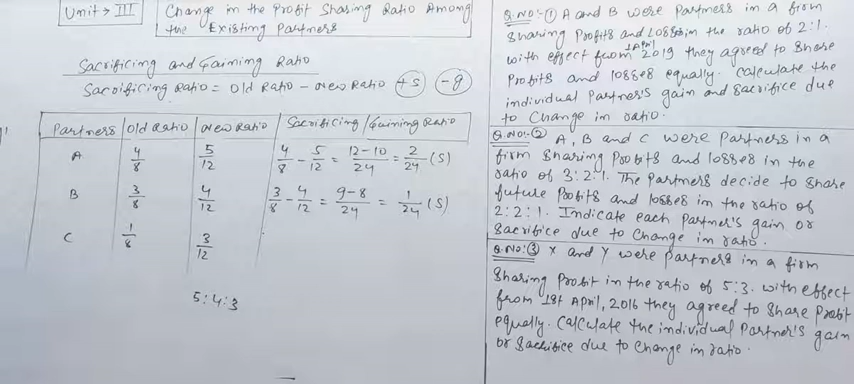 Unit → III
Change in the Profit Sharing Ratio Among
the Existing Partners
Sacrificing and Gaining Ratio
Sacrificing Ratio = Old Ratio - New Ratio +S -g
Partners Old Ratio New Ratio Sacrificing/Gaining Ratio
A 4/8 5/12 4/8 - 5/12 = 12-10/24 = 2/24 (S)
B 3/8 4/12 3/8 - 4/12 = 9-8/24 = 1/24 (S)
C 1/8 3/12
5:4:3
Q.NO:- ① A and B were Partners in a firm
Sharing Profits and Losses in the ratio of 2:1.
with effect from 1 April 2019 they agreed to Share
Profits and losses equally. Calculate the
individual Partner's gain and Sacrifice due
to Change in ratio.
Q.NO:- ② A, B and C were Partners in a
firm Sharing Profits and losses in the
ratio of 3:2:1. The Partners decide to Share
future Profits and losses in the ratio of
2:2:1. Indicate each Partner's gain or
Sacrifice due to Change in ratio.
Q.NO: ③ X and Y were Partners in a firm
Sharing Profit in the ratio of 5:3. with effect
from 1st April, 2016 they agreed to Share Profit
equally. Calculate the individual Partner's gain
or Sacrifice due to Change in ratio.